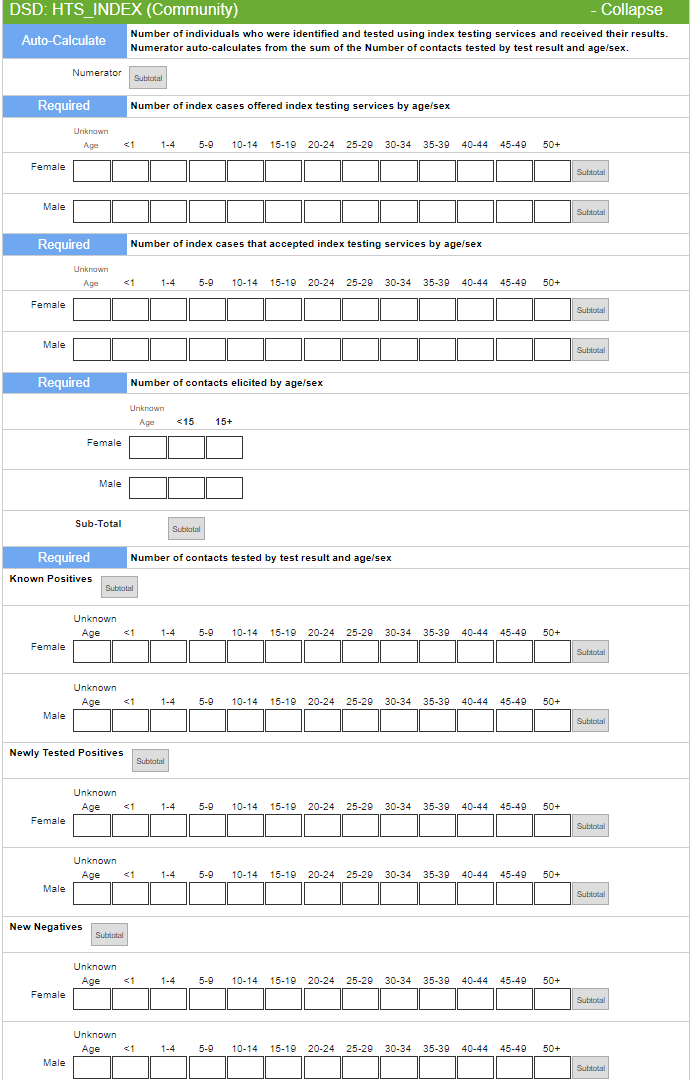 DSD: HTS_INDEX (Community) - Collapse
Auto-Calculate Number of individuals who were identified and tested using index testing services and received their results.
Numerator auto-calculates from the sum of the Number of contacts tested by test result and age/sex.
Numerator Subtotal
Required Number of index cases offered index testing services by age/sex
Unknown
Age <1 1-4 5-9 10-14 15-19 20-24 25-29 30-34 35-39 40-44 45-49 50+
Female Subtotal
Male Subtotal
Required Number of index cases that accepted index testing services by age/sex
Unknown
Age <1 1-4 5-9 10-14 15-19 20-24 25-29 30-34 35-39 40-44 45-49 50+
Female Subtotal
Male Subtotal
Required Number of contacts elicited by age/sex
Unknown
Age <15 15+
Female
Male
Sub-Total Subtotal
Required Number of contacts tested by test result and age/sex
Known Positives Subtotal
Unknown
Age <1 1-4 5-9 10-14 15-19 20-24 25-29 30-34 35-39 40-44 45-49 50+
Female Subtotal
Unknown
Age <1 1-4 5-9 10-14 15-19 20-24 25-29 30-34 35-39 40-44 45-49 50+
Male Subtotal
Newly Tested Positives Subtotal
Unknown
Age <1 1-4 5-9 10-14 15-19 20-24 25-29 30-34 35-39 40-44 45-49 50+
Female Subtotal
Unknown
Age <1 1-4 5-9 10-14 15-19 20-24 25-29 30-34 35-39 40-44 45-49 50+
Male Subtotal
New Negatives Subtotal
Unknown
Age <1 1-4 5-9 10-14 15-19 20-24 25-29 30-34 35-39 40-44 45-49 50+
Female Subtotal
Unknown
Age <1 1-4 5-9 10-14 15-19 20-24 25-29 30-34 35-39 40-44 45-49 50+
Male Subtotal